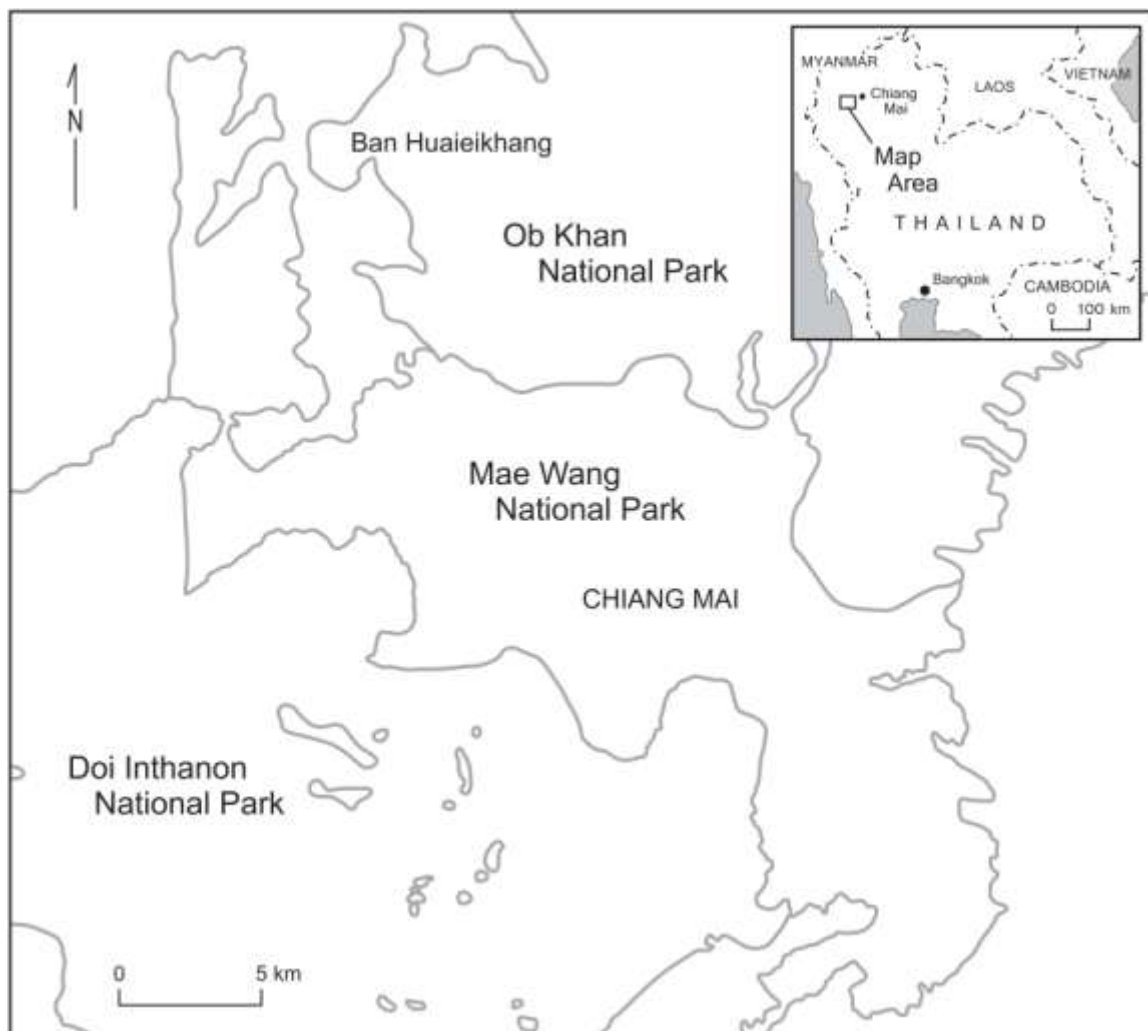 N
Ban Huaieikhang
Ob Khan
National Park
Mae Wang
National Park
CHIANG MAI
Doi Inthanon
National Park
0 5 km
MYANMAR
LAOS
VIETNAM
Chiang
Mai
Map
Area
THAILAND
Bangkok
CAMBODIA
0 100 km